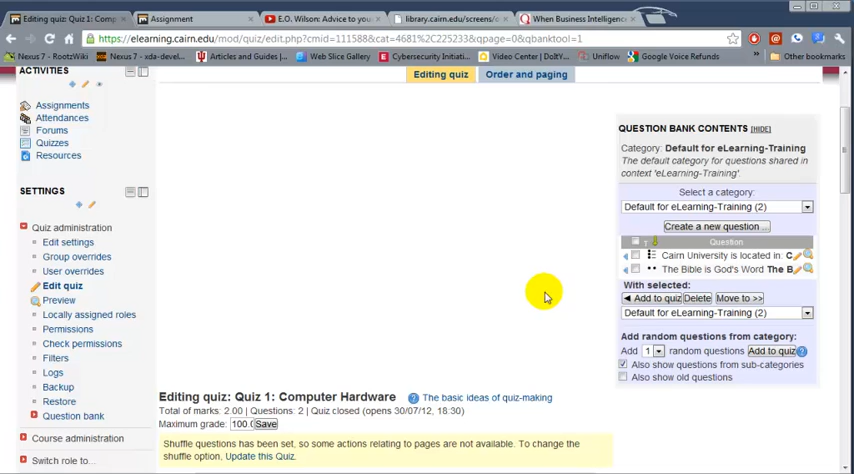 Editing quiz: Quiz 1: Comp
Assignment
E.O. Wilson: Advice to you
library.cairn.edu/screens/o
When Business Intelligence
https://elearning.cairn.edu/mod/quiz/edit.php?cmid=111588&cat=4681%2C225233&qpage=0&qbanktool=1
Nexus 7 - RootzWiki
Nexus 7 - xda-devel...
Articles and Guides |...
Web Slide Gallery
Cybersecurity Initiati...
Video Center | DoItY...
Uniflow
Google Voice Refunds
Other bookmarks
ACTIVITIES
Assignments
Attendances
Forums
Quizzes
Resources
SETTINGS
Quiz administration
Edit settings
Group overrides
User overrides
Edit quiz
Preview
Locally assigned roles
Permissions
Check permissions
Filters
Logs
Backup
Restore
Question bank
Course administration
Switch role to...
Editing quiz
Order and paging
QUESTION BANK CONTENTS [HIDE]
Category: Default for eLearning-Training
The default category for questions shared in
context 'eLearning-Training'.
Select a category:
Default for eLearning-Training (2)
Create a new question ...
T Question
Cairn University is located in: C
The Bible is God's Word The B
With selected:
Add to quiz Delete Move to >>
Default for eLearning-Training (2)
Add random questions from category:
Add 1 random questions Add to quiz
Also show questions from sub-categories
Also show old questions
Editing quiz: Quiz 1: Computer Hardware
The basic ideas of quiz-making
Total of marks: 2.00 | Questions: 2 | Quiz closed (opens 30/07/12, 18:30)
Maximum grade: 100.0 Save
Shuffle questions has been set, so some actions relating to pages are not available. To change the
shuffle option, Update this Quiz.